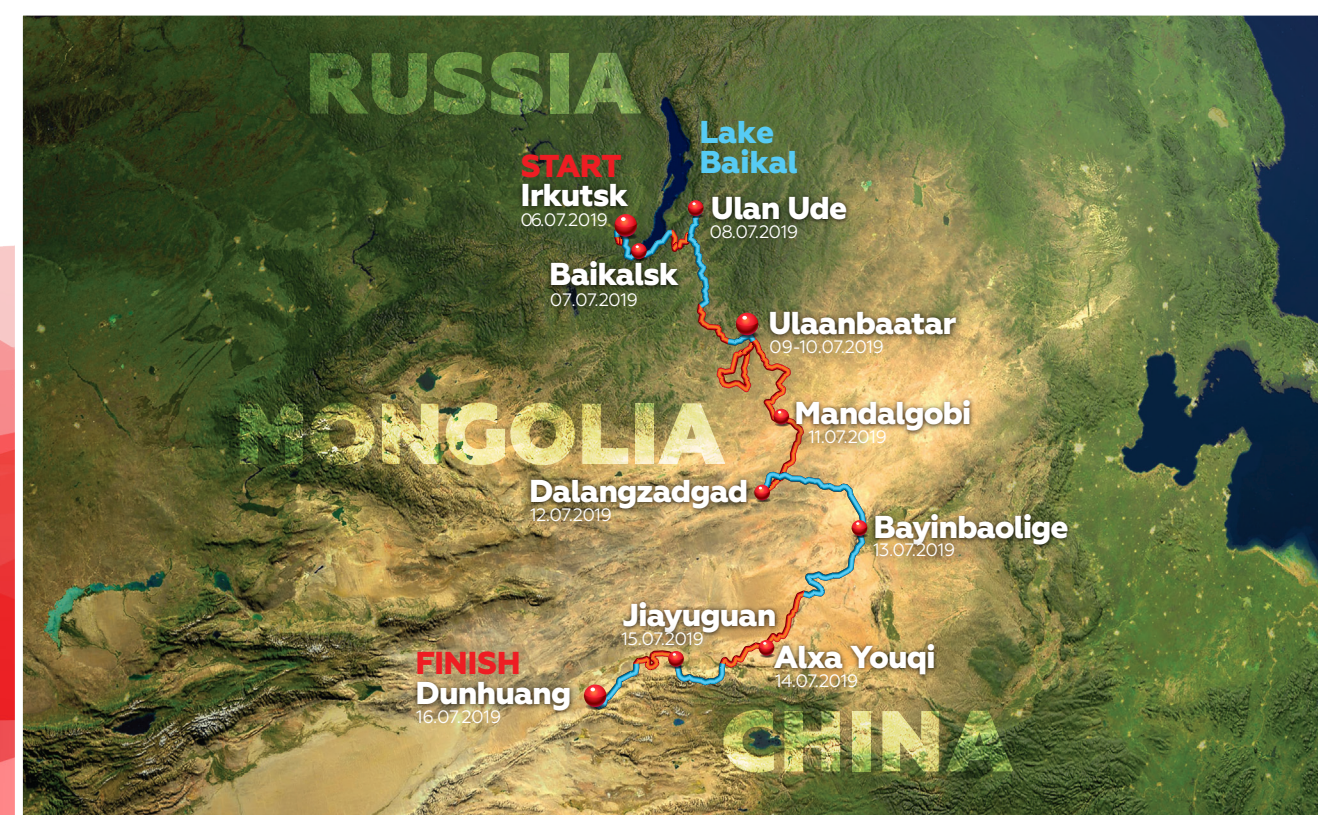 RUSSIA
Lake
Baikal
START
Irkutsk
06.07.2019
Ulan Ude
08.07.2019
Baikalsk
07.07.2019
Ulaanbaatar
09-10.07.2019
MONGOLIA
Mandalgobi
11.07.2019
Dalangzadgad
12.07.2019
Bayinbaolige
13.07.2019
Jiayuguan
15.07.2019
Alxa Youqi
14.07.2019
FINISH
Dunhuang
16.07.2019
CHINA